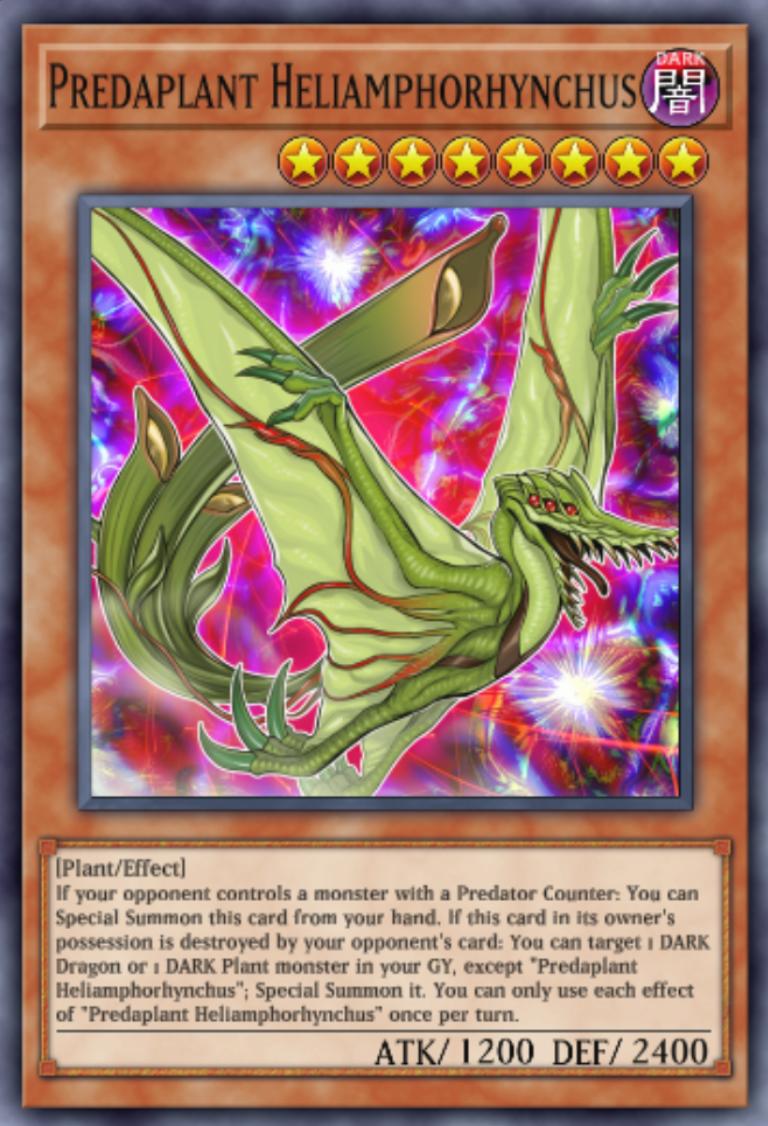 PREDAPLANT HELIAMPHORHYNCHUS
DARK
闇
[Plant/Effect]
If your opponent controls a monster with a Predator Counter: You can
Special Summon this card from your hand. If this card in its owner's
possession is destroyed by your opponent's card: You can target 1 DARK
Dragon or 1 DARK Plant monster in your GY, except "Predaplant
Heliamphorhynchus"; Special Summon it. You can only use each effect
of "Predaplant Heliamphorhynchus" once per turn.
ATK/ 1200 DEF/ 2400